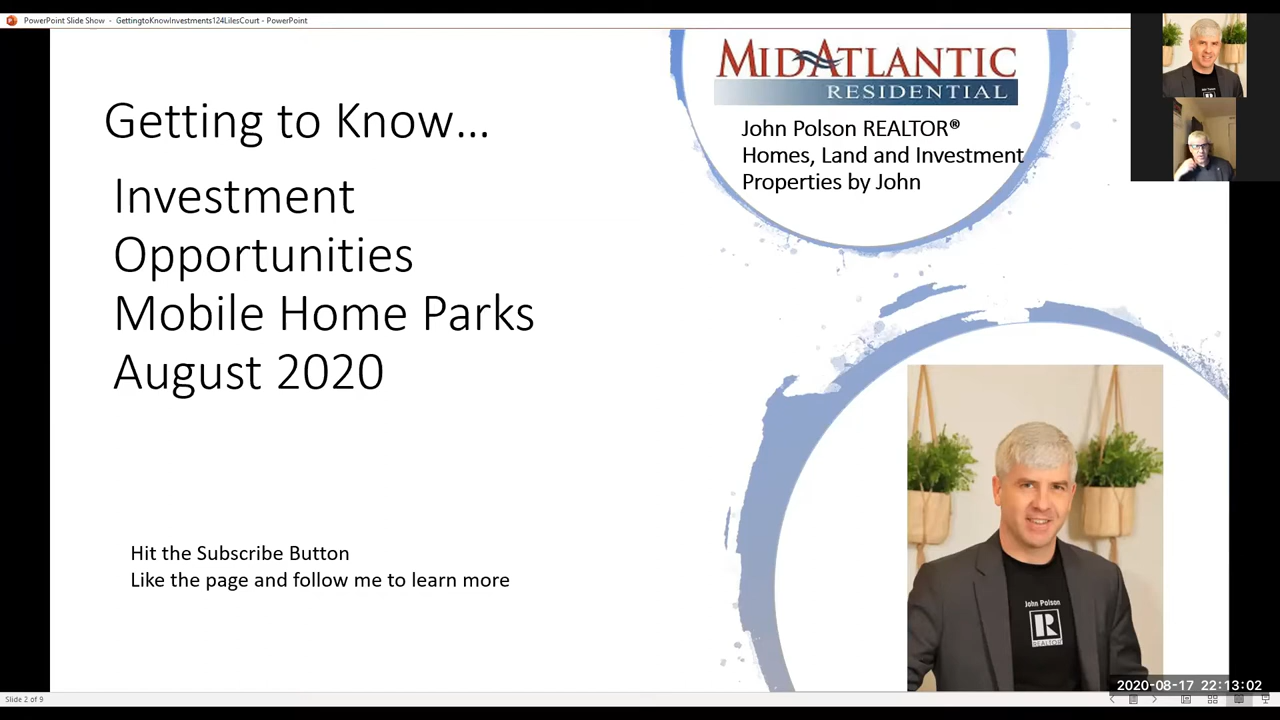 PowerPoint Slide Show - GettingtoKnowInvestments124LilesCourt - PowerPoint
MIDATLANTIC
RESIDENTIAL
John Polson REALTOR®
Homes, Land and Investment
Properties by John
Getting to Know...
Investment
Opportunities
Mobile Home Parks
August 2020
Hit the Subscribe Button
Like the page and follow me to learn more
John Polson
R
REALTOR
2020-08-17 22:13:02
Slide 2 of 9